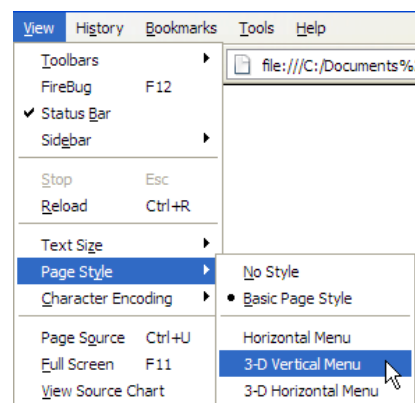 View History Bookmarks Tools Help
Toolbars
file:///C:/Documents%
FireBug F12
Status Bar
Sidebar
Stop Esc
Reload Ctrl+R
Text Size
Page Style
No Style
Character Encoding
Basic Page Style
Page Source Ctrl+U
Horizontal Menu
Full Screen F11
3-D Vertical Menu
View Source Chart
3-D Horizontal Menu